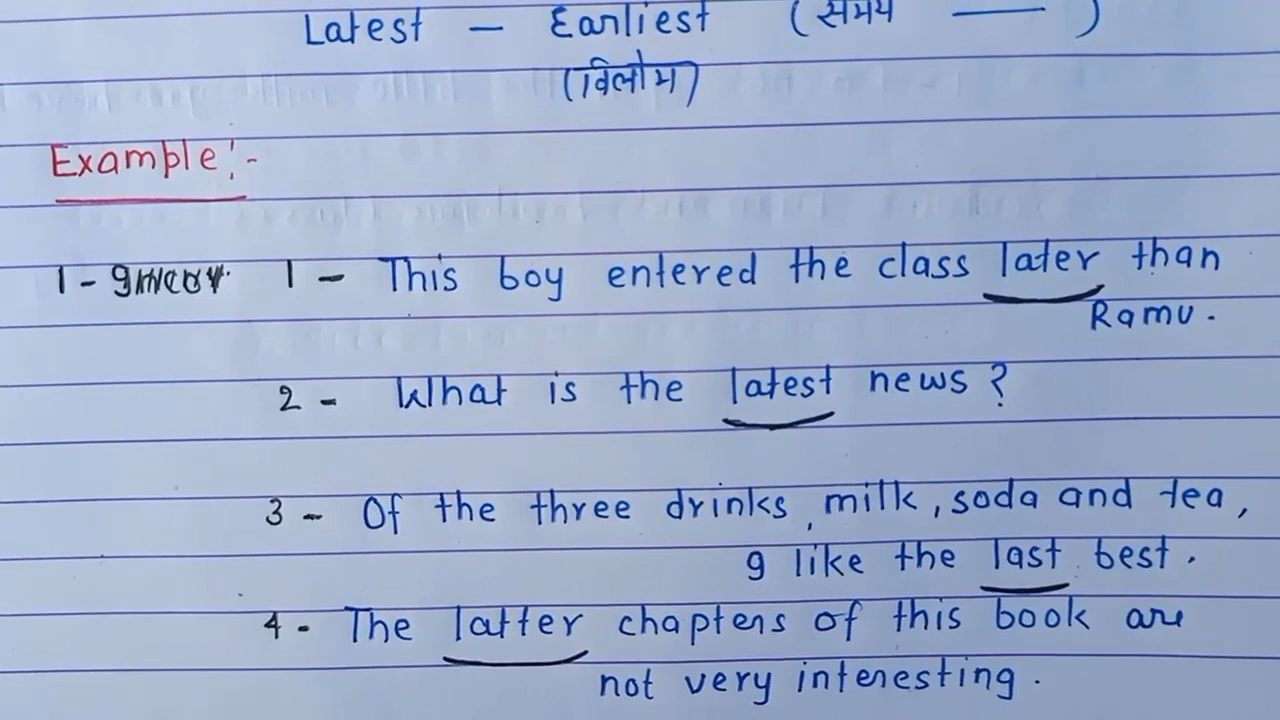 Latest - Earliest (समय —)
(विलोम)
Example:-
1 - 1 - This boy entered the class later than
Ramu.
2 - What is the latest news?
3 - Of the three drinks, milk, soda and tea,
I like the last best.
4 - The latter chapters of this book are
not very interesting.